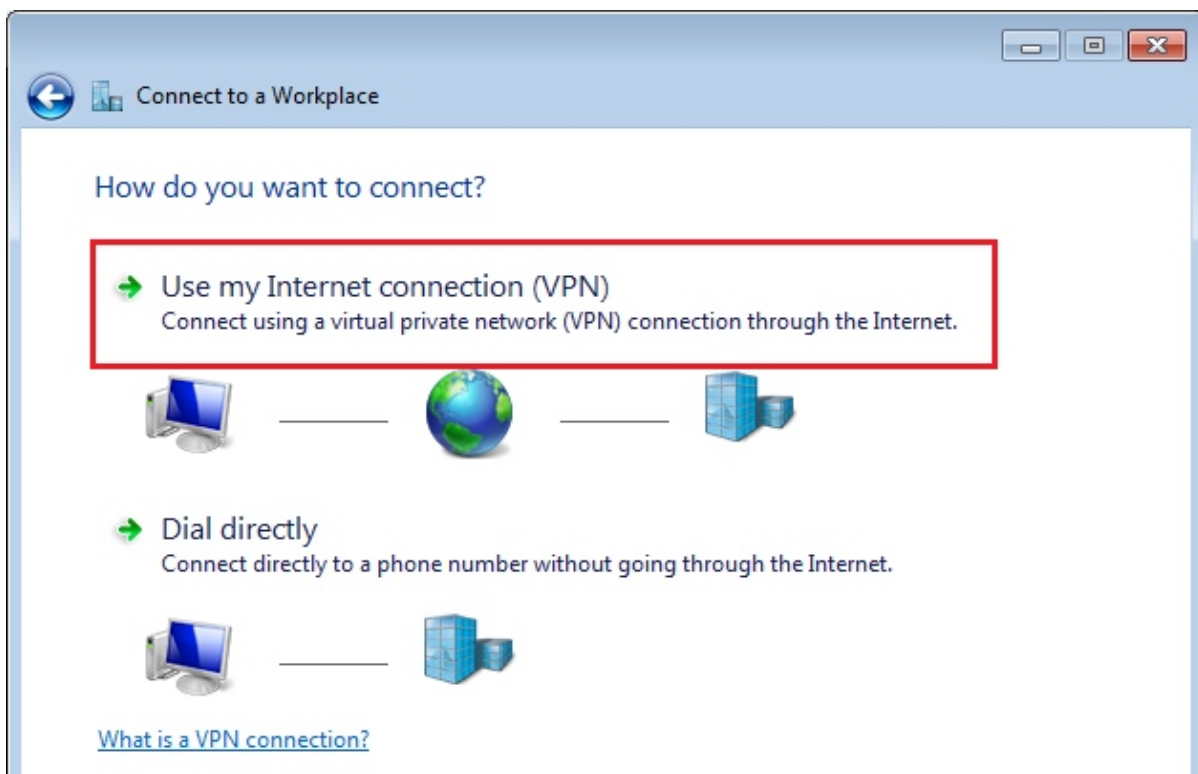 Connect to a Workplace
How do you want to connect?
Use my Internet connection (VPN)
Connect using a virtual private network (VPN) connection through the Internet.
Dial directly
Connect directly to a phone number without going through the Internet.
What is a VPN connection?